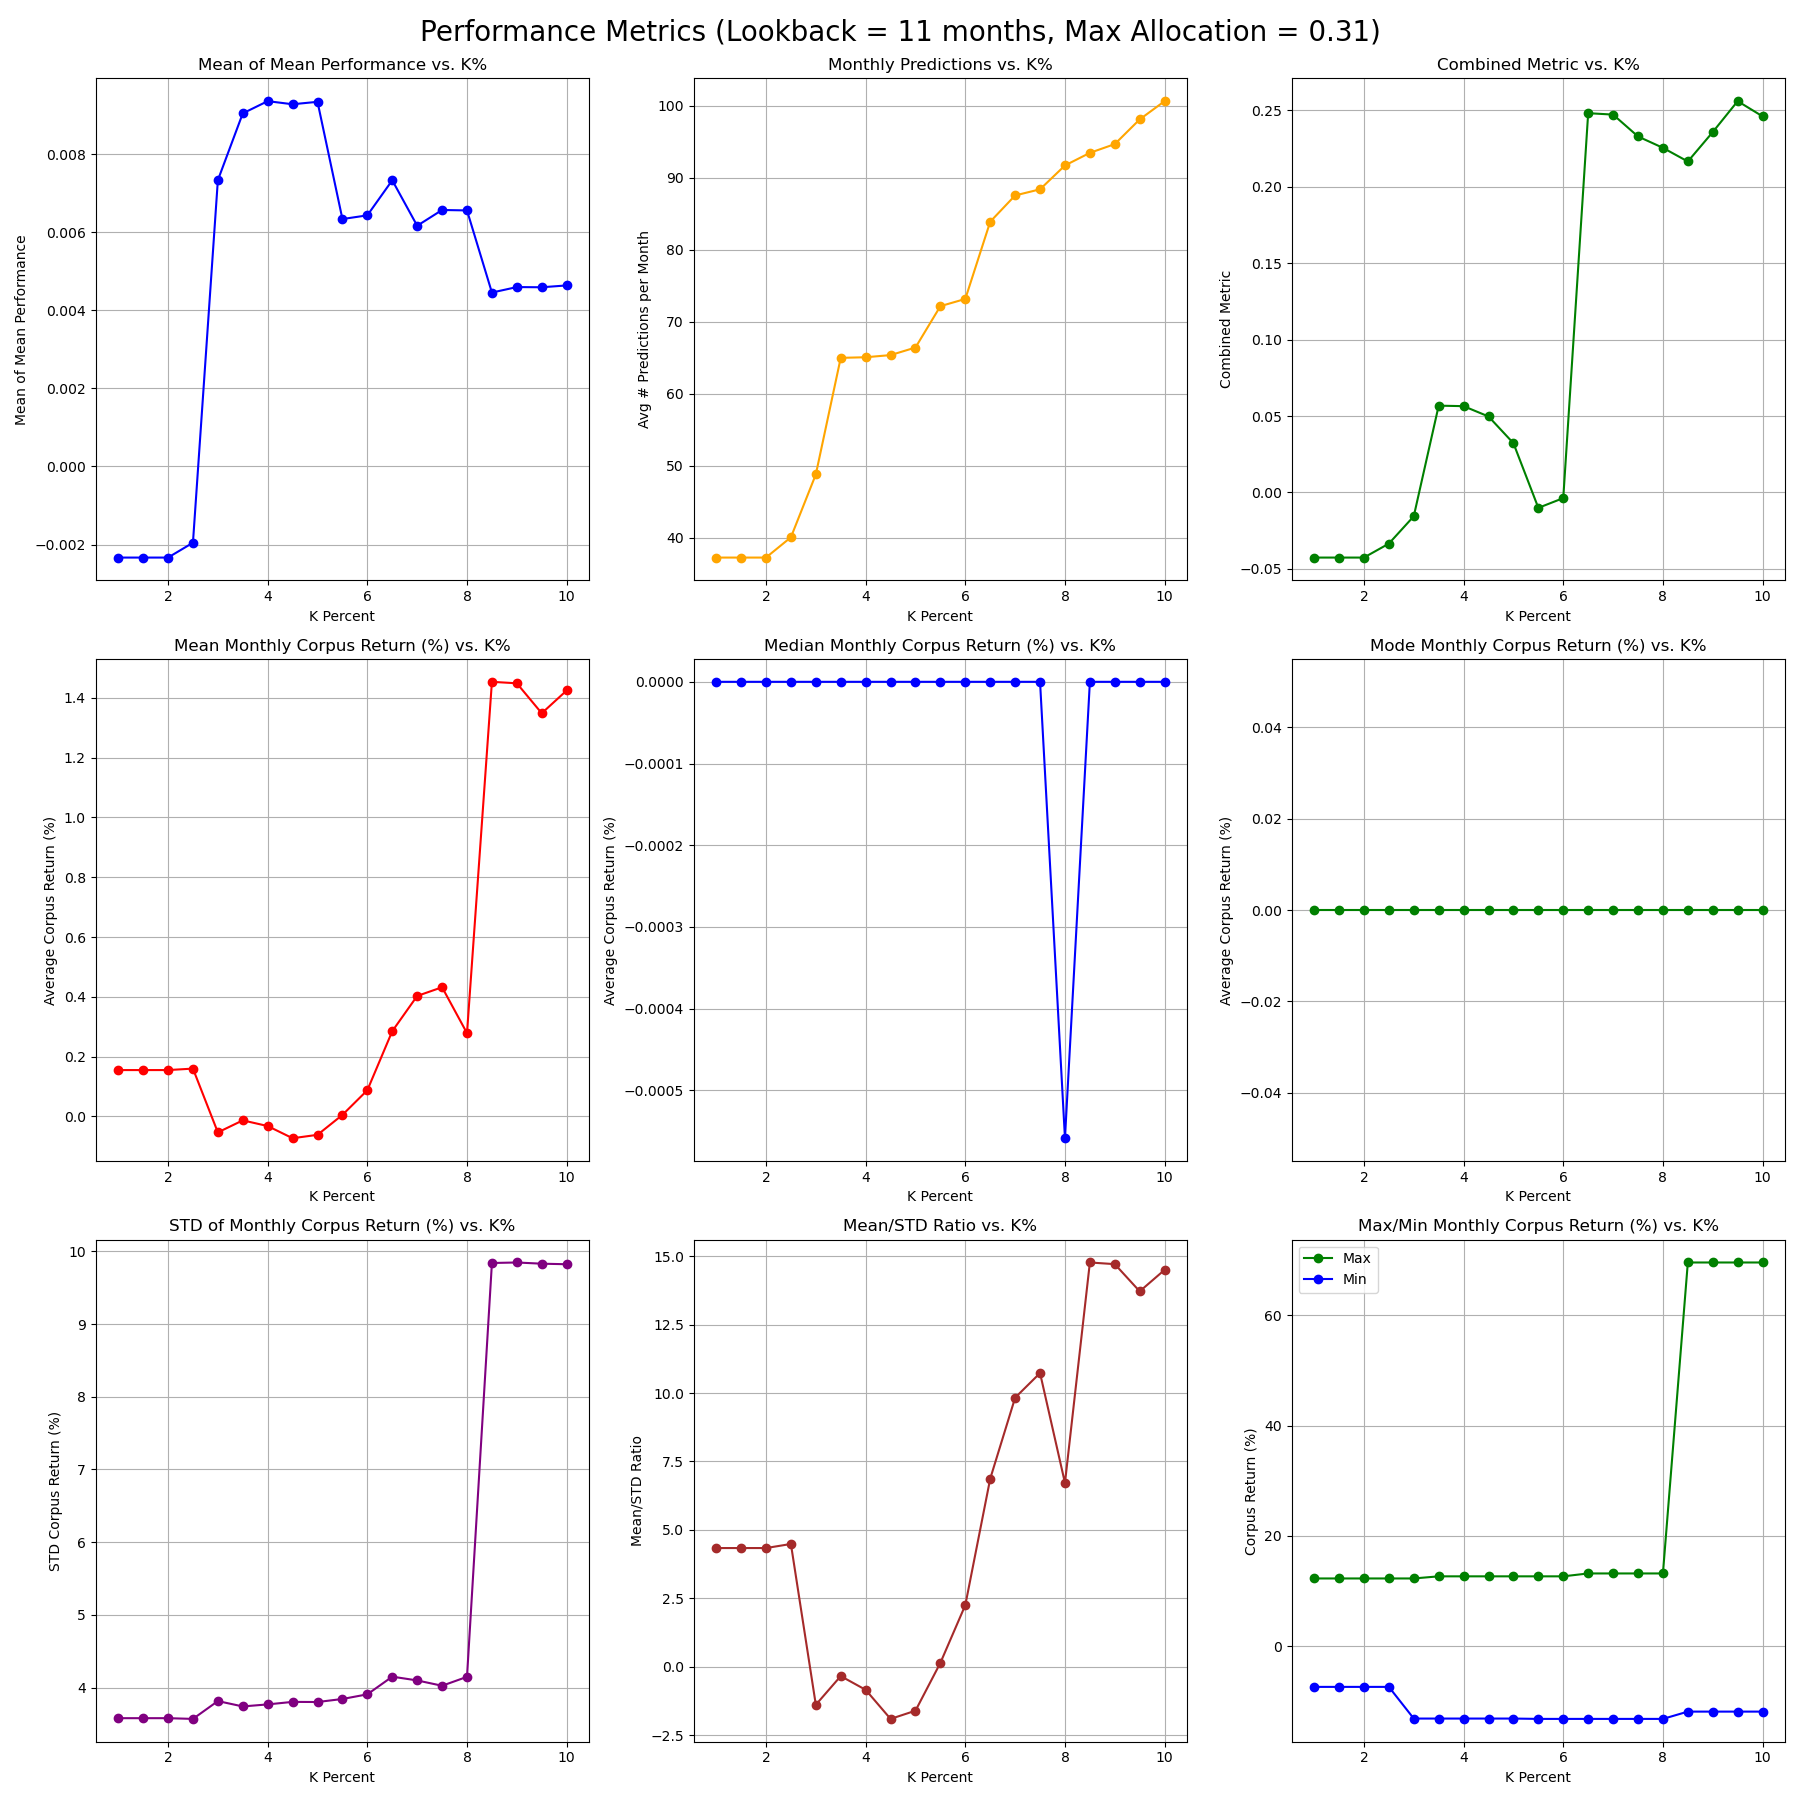 Performance Metrics (Lookback = 11 months, Max Allocation = 0.31)
Mean of Mean Performance vs. K%
Mean of Mean Performance
0.008
0.006
0.004
0.002
0.000
−0.002
2 4 6 8 10
K Percent
Monthly Predictions vs. K%
Avg # Predictions per Month
100
90
80
70
60
50
40
2 4 6 8 10
K Percent
Combined Metric vs. K%
Combined Metric
0.25
0.20
0.15
0.10
0.05
0.00
−0.05
2 4 6 8 10
K Percent
Mean Monthly Corpus Return (%) vs. K%
Average Corpus Return (%)
1.4
1.2
1.0
0.8
0.6
0.4
0.2
0.0
2 4 6 8 10
K Percent
Median Monthly Corpus Return (%) vs. K%
Average Corpus Return (%)
0.0000
−0.0001
−0.0002
−0.0003
−0.0004
−0.0005
2 4 6 8 10
K Percent
Mode Monthly Corpus Return (%) vs. K%
Average Corpus Return (%)
0.04
0.02
0.00
−0.02
−0.04
2 4 6 8 10
K Percent
STD of Monthly Corpus Return (%) vs. K%
STD Corpus Return (%)
10
9
8
7
6
5
4
2 4 6 8 10
K Percent
Mean/STD Ratio vs. K%
Mean/STD Ratio
15.0
12.5
10.0
7.5
5.0
2.5
0.0
−2.5
2 4 6 8 10
K Percent
Max/Min Monthly Corpus Return (%) vs. K%
Corpus Return (%)
Max
Min
60
40
20
0
2 4 6 8 10
K Percent